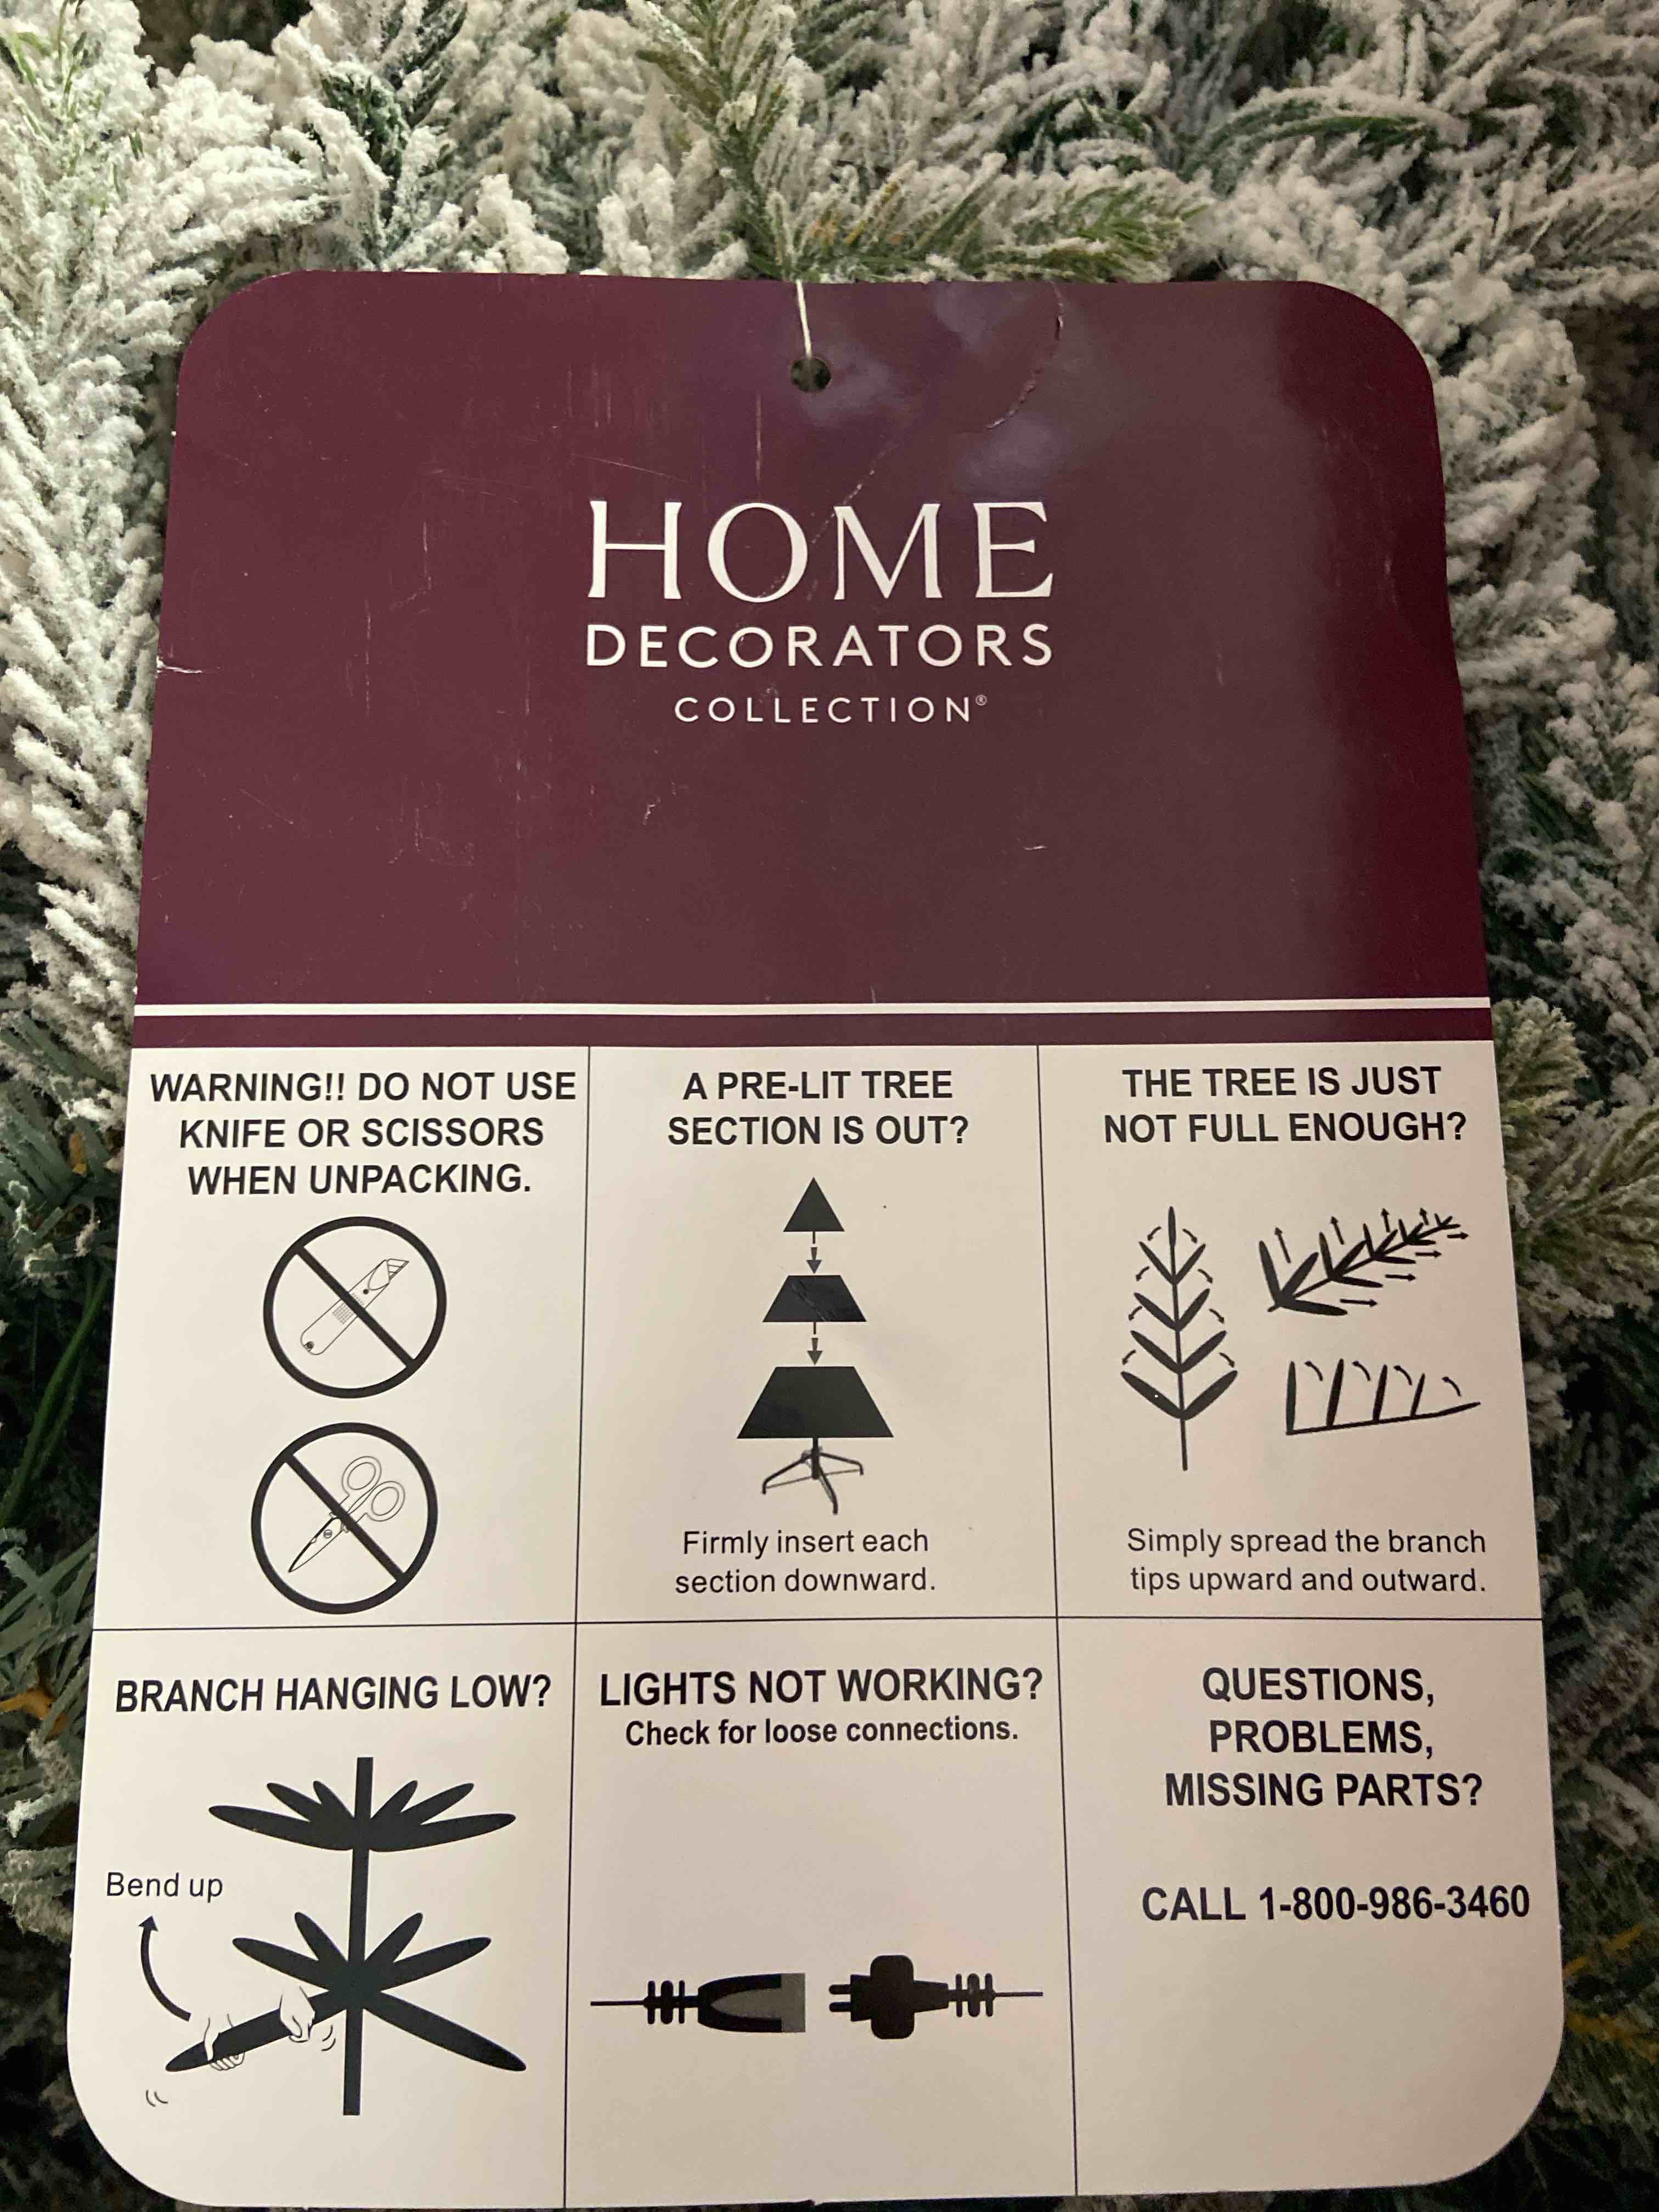 HOME
DECORATORS
COLLECTION®
WARNING!! DO NOT USE
KNIFE OR SCISSORS
WHEN UNPACKING.
A PRE-LIT TREE
SECTION IS OUT?
Firmly insert each
section downward.
THE TREE IS JUST
NOT FULL ENOUGH?
Simply spread the branch
tips upward and outward.
BRANCH HANGING LOW?
Bend up
LIGHTS NOT WORKING?
Check for loose connections.
QUESTIONS,
PROBLEMS,
MISSING PARTS?
CALL 1-800-986-3460